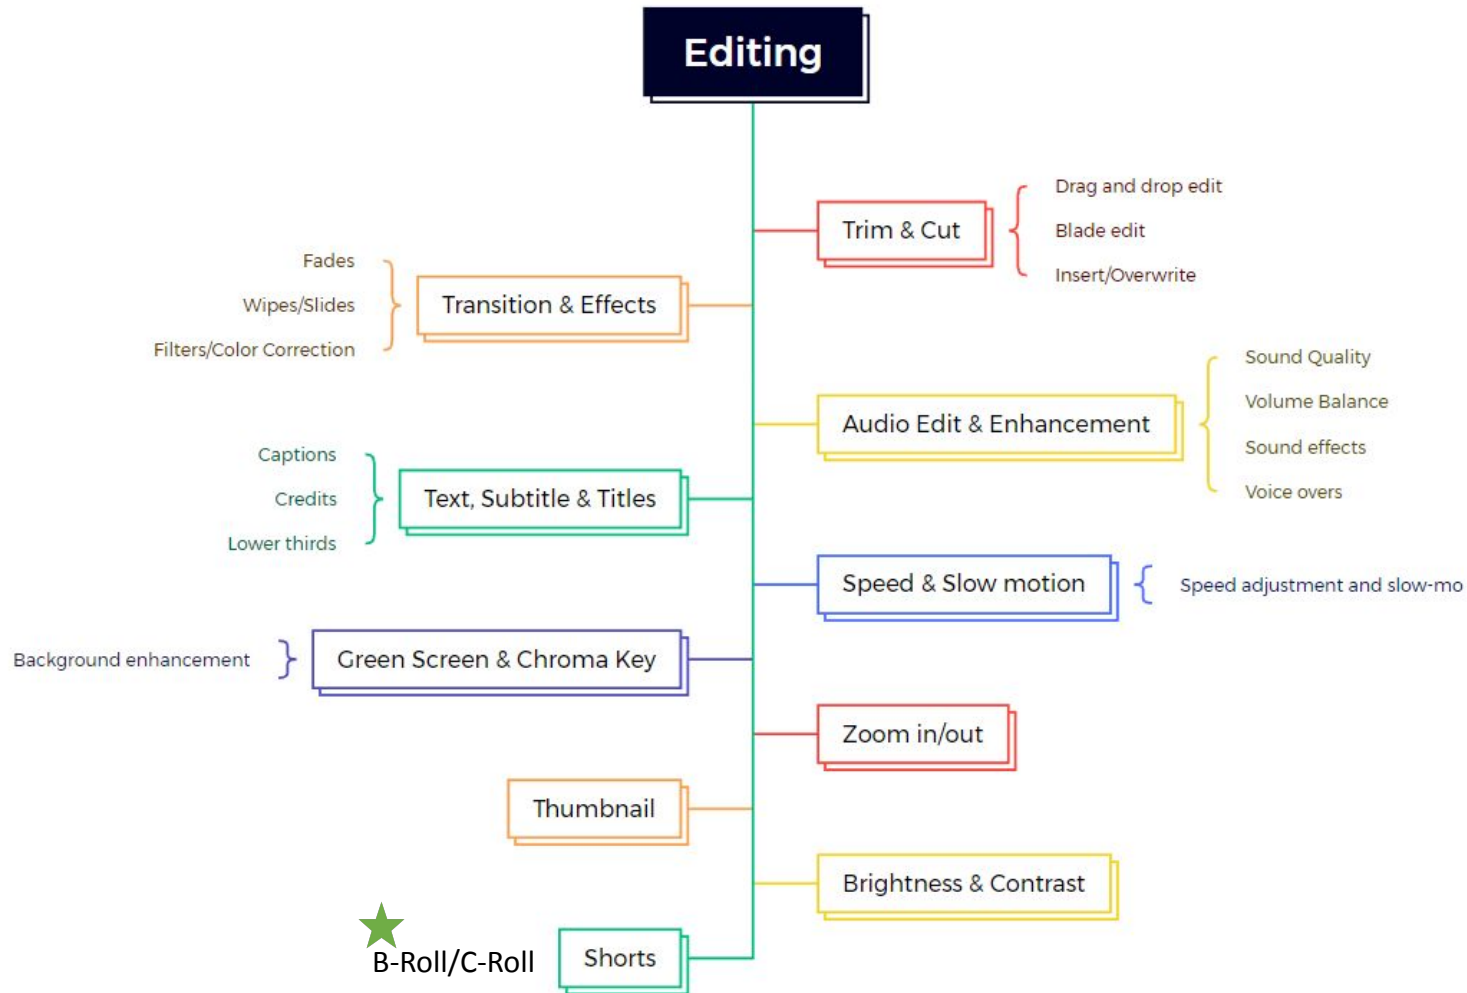 Editing
Trim & Cut
Drag and drop edit
Blade edit
Insert/Overwrite
Transition & Effects
Fades
Wipes/Slides
Filters/Color Correction
Audio Edit & Enhancement
Sound Quality
Volume Balance
Sound effects
Voice overs
Text, Subtitle & Titles
Captions
Credits
Lower thirds
Speed & Slow motion
Speed adjustment and slow-mo
Green Screen & Chroma Key
Background enhancement
Zoom in/out
Thumbnail
Brightness & Contrast
Shorts
B-Roll/C-Roll